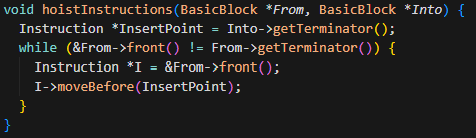 void hoistInstructions(BasicBlock *From, BasicBlock *Into) {
  Instruction *InsertPoint = Into->getTerminator();
  while (&From->front() != From->getTerminator()) {
    Instruction *I = &From->front();
    I->moveBefore(InsertPoint);
  }
}